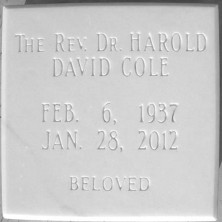 The Rev. Dr. HAROLD
DAVID COLE
FEB. 6, 1937
JAN. 28, 2012
BELOVED